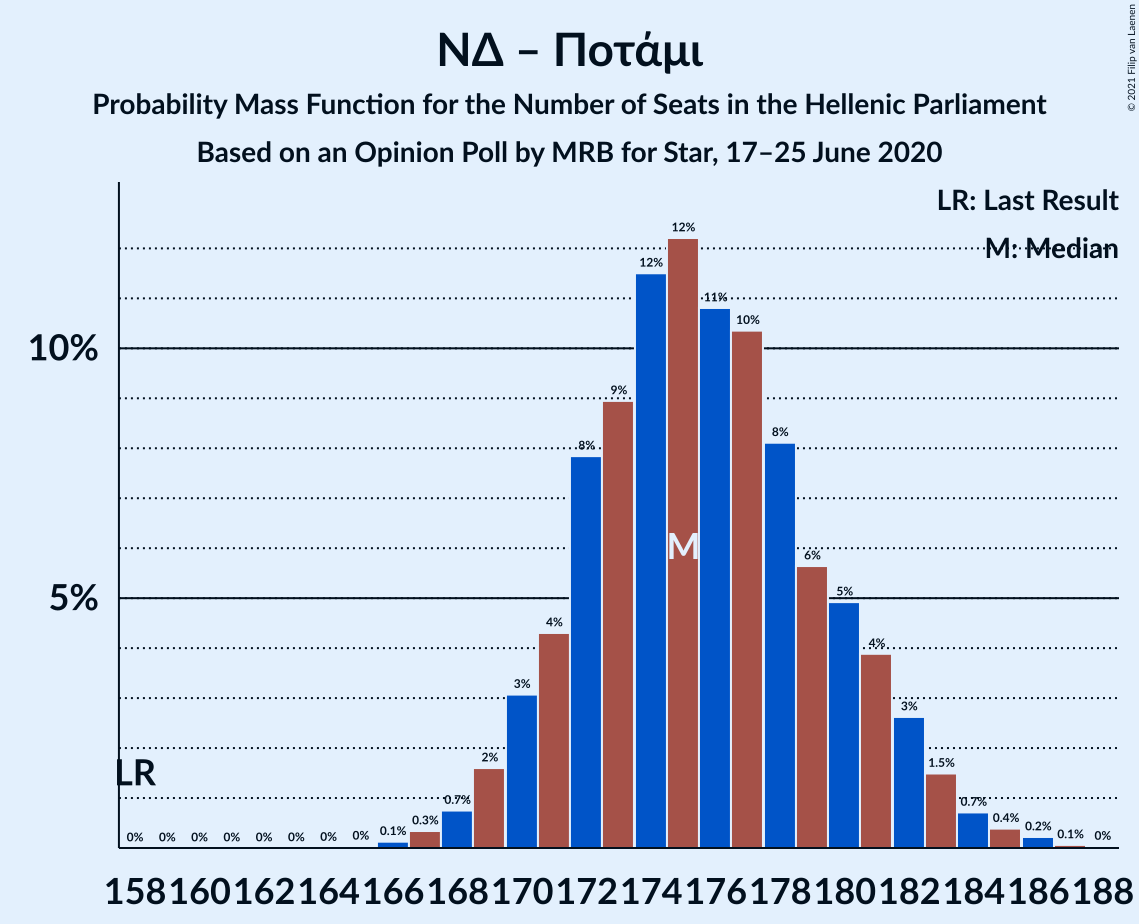 ΝΔ – Ποτάμι
Probability Mass Function for the Number of Seats in the Hellenic Parliament
Based on an Opinion Poll by MRB for Star, 17–25 June 2020
© 2021 Filip van Laenen
LR: Last Result
M: Median
10%
5%
LR
M
0% 0% 0% 0% 0% 0% 0% 0% 0.1% 0.3% 0.7% 2% 3% 4% 8% 9% 12% 12% 11% 10% 8% 6% 5% 4% 3% 1.5% 0.7% 0.4% 0.2% 0.1% 0%
158 160 162 164 166 168 170 172 174 176 178 180 182 184 186 188